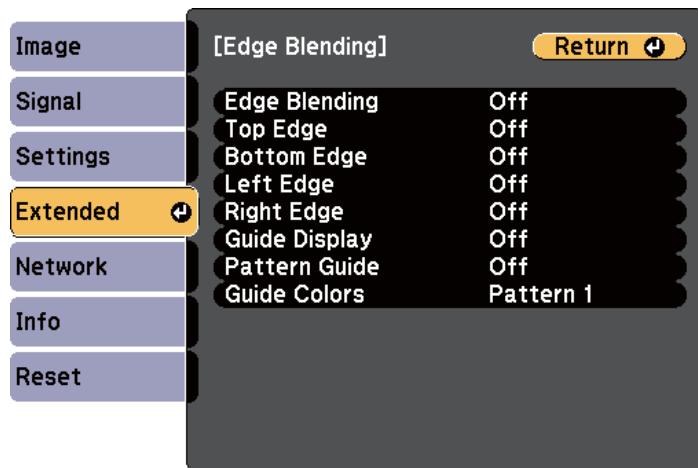 Image
Signal
Settings
Extended
Network
Info
Reset
[Edge Blending] Return
Edge Blending Off
Top Edge Off
Bottom Edge Off
Left Edge Off
Right Edge Off
Guide Display Off
Pattern Guide Off
Guide Colors Pattern 1